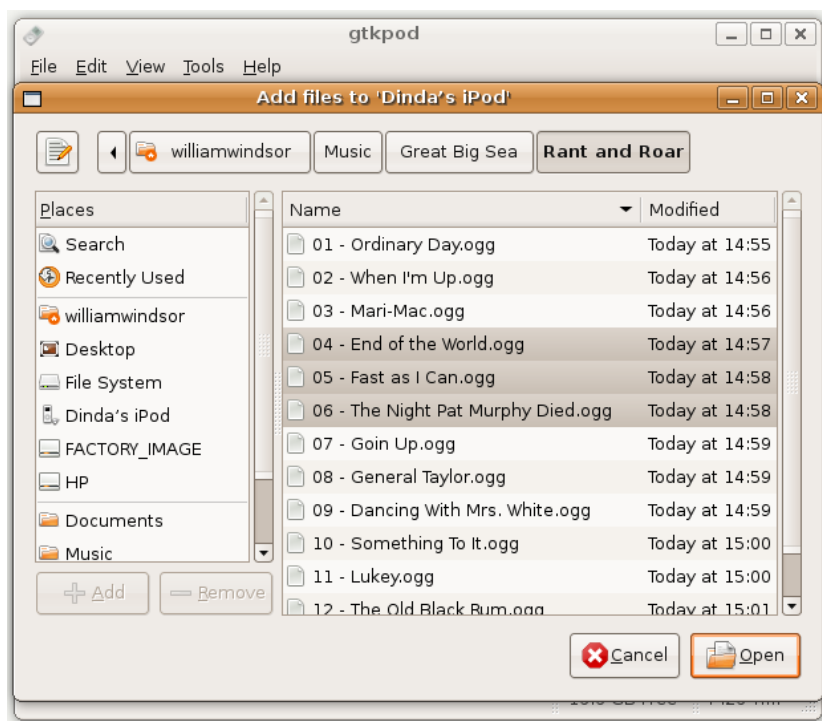 gtkpod
File Edit View Tools Help
Add files to 'Dinda's iPod'
williamwindsor Music Great Big Sea Rant and Roar
Places
Search
Recently Used
williamwindsor
Desktop
File System
Dinda's iPod
FACTORY_IMAGE
HP
Documents
Music
Add Remove
Name Modified
01 - Ordinary Day.ogg Today at 14:55
02 - When I'm Up.ogg Today at 14:56
03 - Mari-Mac.ogg Today at 14:56
04 - End of the World.ogg Today at 14:57
05 - Fast as I Can.ogg Today at 14:58
06 - The Night Pat Murphy Died.ogg Today at 14:58
07 - Goin Up.ogg Today at 14:59
08 - General Taylor.ogg Today at 14:59
09 - Dancing With Mrs. White.ogg Today at 14:59
10 - Something To It.ogg Today at 15:00
11 - Lukey.ogg Today at 15:00
12 - The Old Black Rum.ogg Today at 15:01
Cancel Open